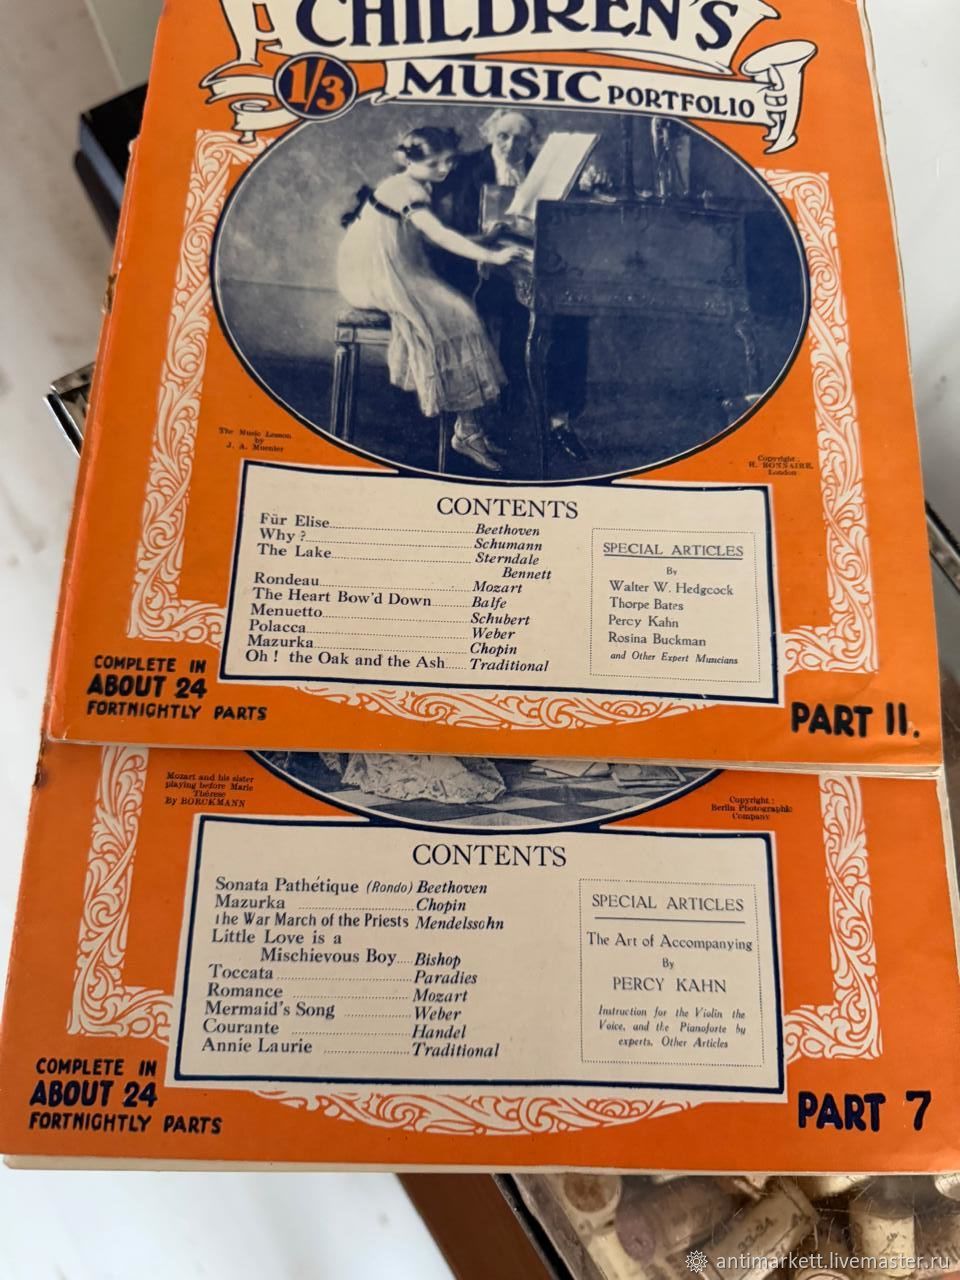 CHILDREN'S
1/3
MUSIC PORTFOLIO
The Music Lesson
by
J. A. Muenier
Copyright:
H. BONNAIRE,
London
CONTENTS
Für Elise Beethoven
Why? Schumann
The Lake Sterndale
Bennett
Rondeau Mozart
The Heart Bow'd Down Balfe
Menuetto Schubert
Polacca Weber
Mazurka Chopin
Oh! the Oak and the Ash Traditional
SPECIAL ARTICLES
By
Walter W. Hedgcock
Thorpe Bates
Percy Kahn
Rosina Buckman
and Other Expert Musicians
COMPLETE IN
ABOUT 24
FORTNIGHTLY PARTS
PART 11.
Mozart and his sister
playing before Marie
Thérese
By BORCKMANN
Copyright:
Berlin Photographic
Company
CONTENTS
Sonata Pathétique (Rondo) Beethoven
Mazurka Chopin
the War March of the Priests Mendelssohn
Little Love is a
Mischievous Boy Bishop
Toccata Paradies
Romance Mozart
Mermaid's Song Weber
Courante Handel
Annie Laurie Traditional
SPECIAL ARTICLES
The Art of Accompanying
By
PERCY KAHN
Instruction for the Violin the
Voice, and the Pianoforte by
experts. Other Articles
COMPLETE IN
ABOUT 24
FORTNIGHTLY PARTS
PART 7
antimarkett.livemaster.ru